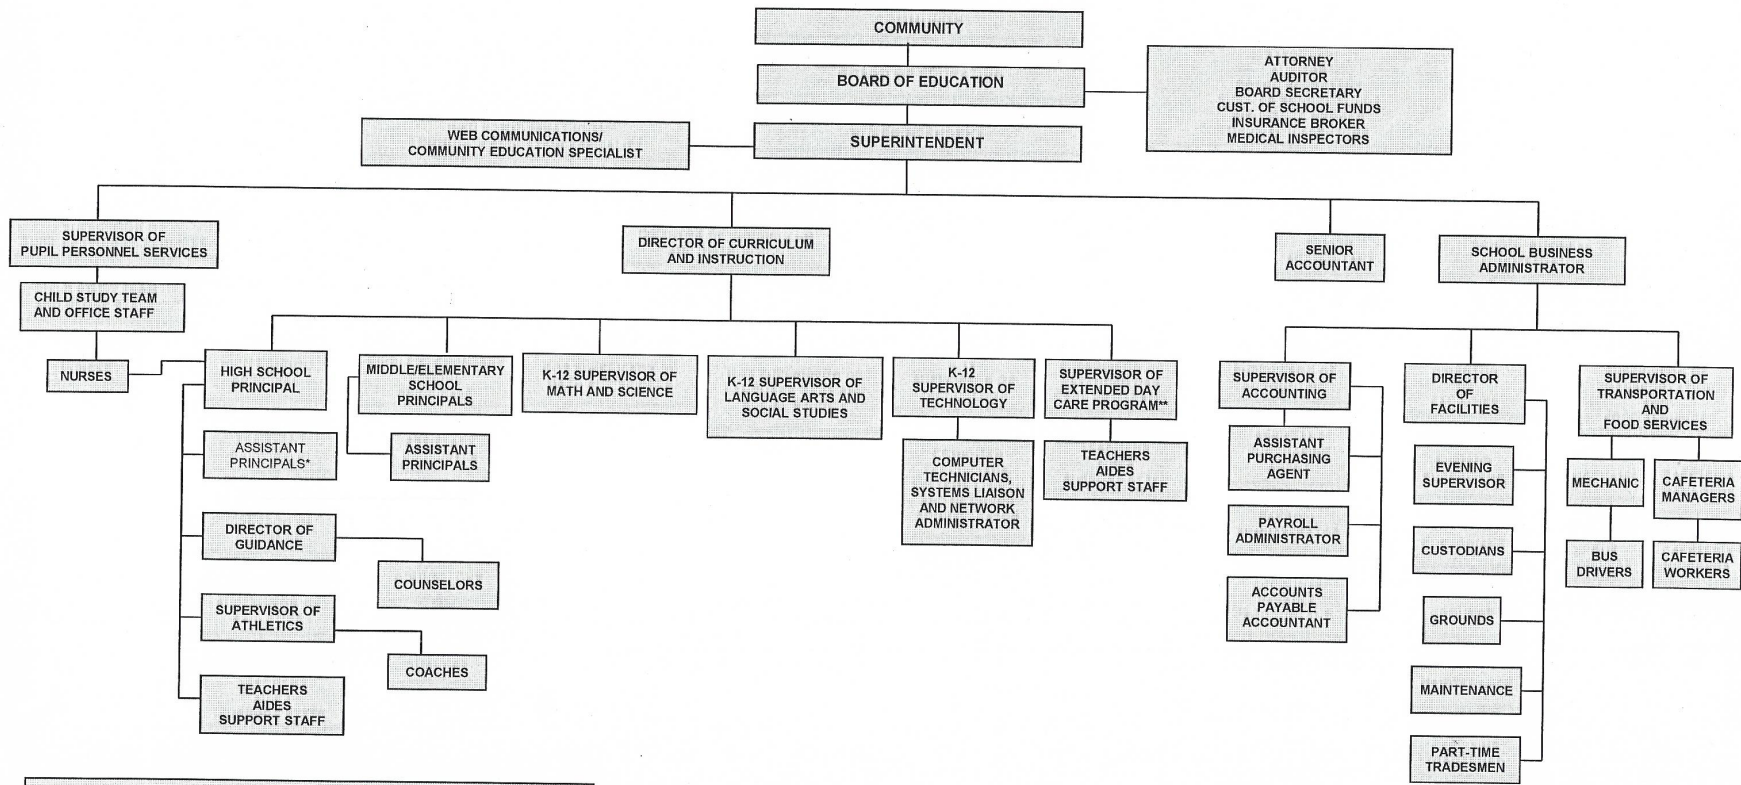 COMMUNITY
BOARD OF EDUCATION
ATTORNEY
AUDITOR
BOARD SECRETARY
CUST. OF SCHOOL FUNDS
INSURANCE BROKER
MEDICAL INSPECTORS
WEB COMMUNICATIONS/
COMMUNITY EDUCATION SPECIALIST
SUPERINTENDENT
SUPERVISOR OF
PUPIL PERSONNEL SERVICES
DIRECTOR OF CURRICULUM
AND INSTRUCTION
SENIOR
ACCOUNTANT
SCHOOL BUSINESS
ADMINISTRATOR
CHILD STUDY TEAM
AND OFFICE STAFF
NURSES
HIGH SCHOOL
PRINCIPAL
MIDDLE/ELEMENTARY
SCHOOL
PRINCIPALS
K-12 SUPERVISOR OF
MATH AND SCIENCE
K-12 SUPERVISOR OF
LANGUAGE ARTS AND
SOCIAL STUDIES
K-12
SUPERVISOR OF
TECHNOLOGY
SUPERVISOR OF
EXTENDED DAY
CARE PROGRAM**
SUPERVISOR OF
ACCOUNTING
DIRECTOR
OF
FACILITIES
SUPERVISOR OF
TRANSPORTATION
AND
FOOD SERVICES
ASSISTANT
PRINCIPALS*
ASSISTANT
PRINCIPALS
COMPUTER
TECHNICIANS,
SYSTEMS LIAISON
AND NETWORK
ADMINISTRATOR
TEACHERS
AIDES
SUPPORT STAFF
ASSISTANT
PURCHASING
AGENT
EVENING
SUPERVISOR
MECHANIC
CAFETERIA
MANAGERS
DIRECTOR OF
GUIDANCE
COUNSELORS
PAYROLL
ADMINISTRATOR
CUSTODIANS
BUS
DRIVERS
CAFETERIA
WORKERS
SUPERVISOR OF
ATHLETICS
COACHES
ACCOUNTS
PAYABLE
ACCOUNTANT
GROUNDS
TEACHERS
AIDES
SUPPORT STAFF
MAINTENANCE
PART-TIME
TRADESMEN